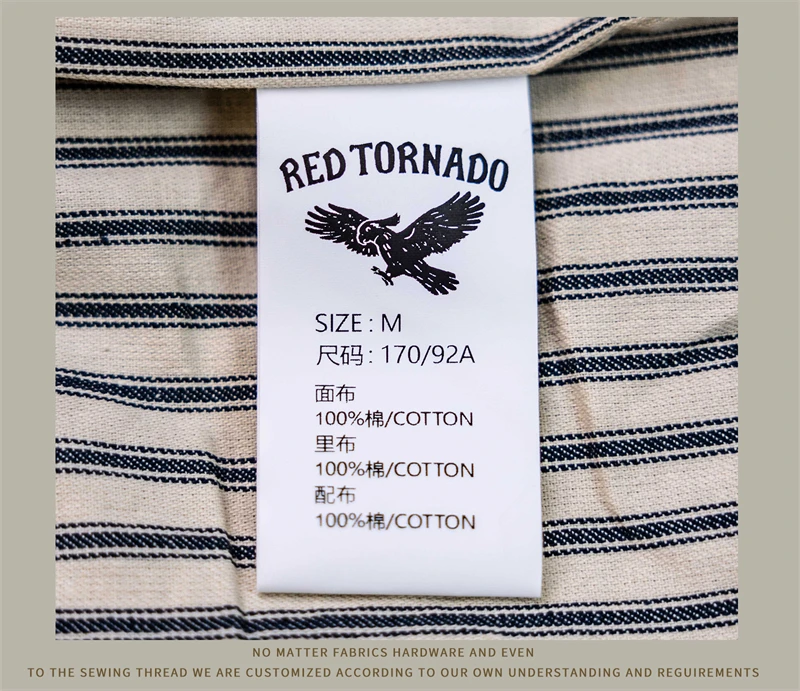 RED TORNADO
SIZE : M
尺码 : 170/92A
面布
100%棉/COTTON
里布
100%棉/COTTON
配布
100%棉/COTTON
NO MATTER FABRICS HARDWARE AND EVEN
TO THE SEWING THREAD WE ARE CUSTOMIZED ACCORDING TO OUR OWN UNDERSTANDING AND REGUIREMENTS